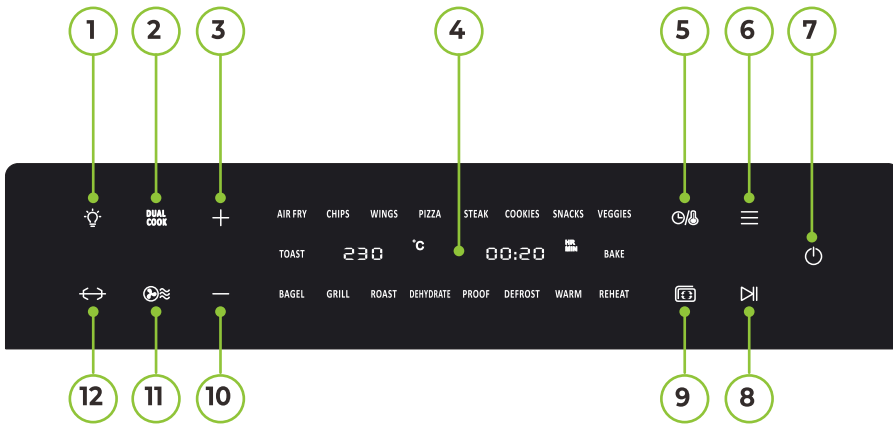 1 2 3 4 5 6 7
DUAL
COOK
AIR FRY CHIPS WINGS PIZZA STEAK COOKIES SNACKS VEGGIES
TOAST 230 °C 00:20 HR. MIN BAKE
BAGEL GRILL ROAST DEHYDRATE PROOF DEFROST WARM REHEAT
12 11 10 9 8